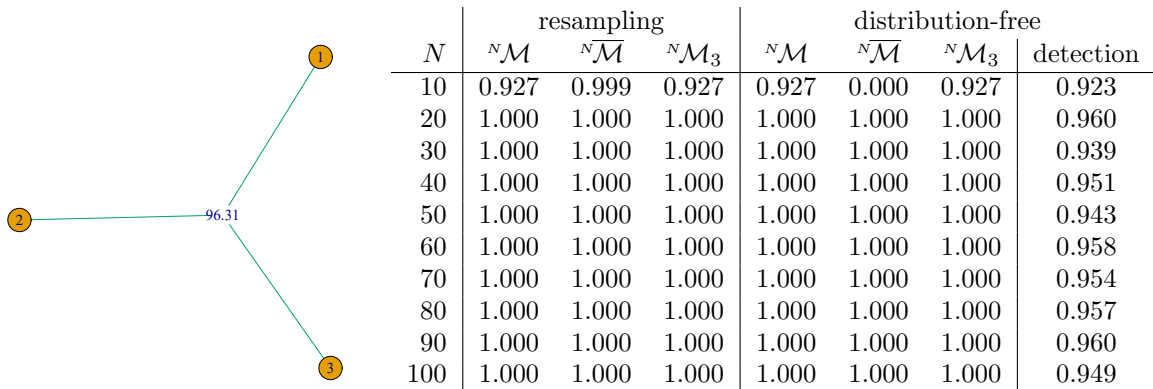 1
2
96.31
3
resampling distribution-free
N ᴺℳ ᴺℳ̅ ᴺℳ₃ ᴺℳ ᴺℳ̅ ᴺℳ₃ detection
10 0.927 0.999 0.927 0.927 0.000 0.927 0.923
20 1.000 1.000 1.000 1.000 1.000 1.000 0.960
30 1.000 1.000 1.000 1.000 1.000 1.000 0.939
40 1.000 1.000 1.000 1.000 1.000 1.000 0.951
50 1.000 1.000 1.000 1.000 1.000 1.000 0.943
60 1.000 1.000 1.000 1.000 1.000 1.000 0.958
70 1.000 1.000 1.000 1.000 1.000 1.000 0.954
80 1.000 1.000 1.000 1.000 1.000 1.000 0.957
90 1.000 1.000 1.000 1.000 1.000 1.000 0.960
100 1.000 1.000 1.000 1.000 1.000 1.000 0.949